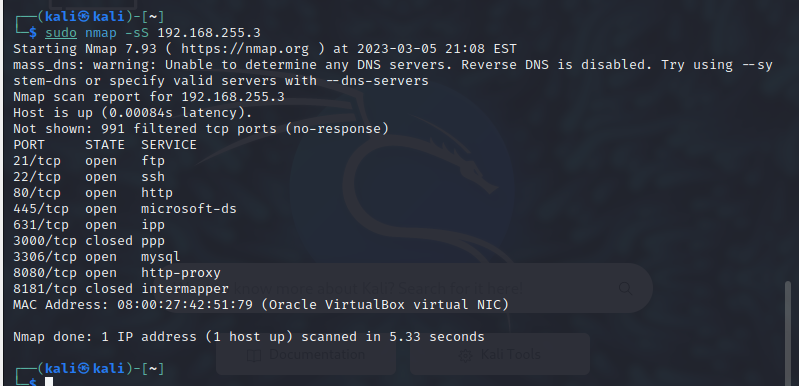 ┌──(kali㉿kali)-[~]
└─$ sudo nmap -sS 192.168.255.3
Starting Nmap 7.93 ( https://nmap.org ) at 2023-03-05 21:08 EST
mass_dns: warning: Unable to determine any DNS servers. Reverse DNS is disabled. Try using --sy
stem-dns or specify valid servers with --dns-servers
Nmap scan report for 192.168.255.3
Host is up (0.00084s latency).
Not shown: 991 filtered tcp ports (no-response)
PORT     STATE  SERVICE
21/tcp   open   ftp
22/tcp   open   ssh
80/tcp   open   http
445/tcp  open   microsoft-ds
631/tcp  open   ipp
3000/tcp closed ppp
3306/tcp open   mysql
8080/tcp open   http-proxy
8181/tcp closed intermapper
MAC Address: 08:00:27:42:51:79 (Oracle VirtualBox virtual NIC)
Nmap done: 1 IP address (1 host up) scanned in 5.33 seconds
Documentation
Kali Tools
┌──(kali㉿kali)-[~]
└─$